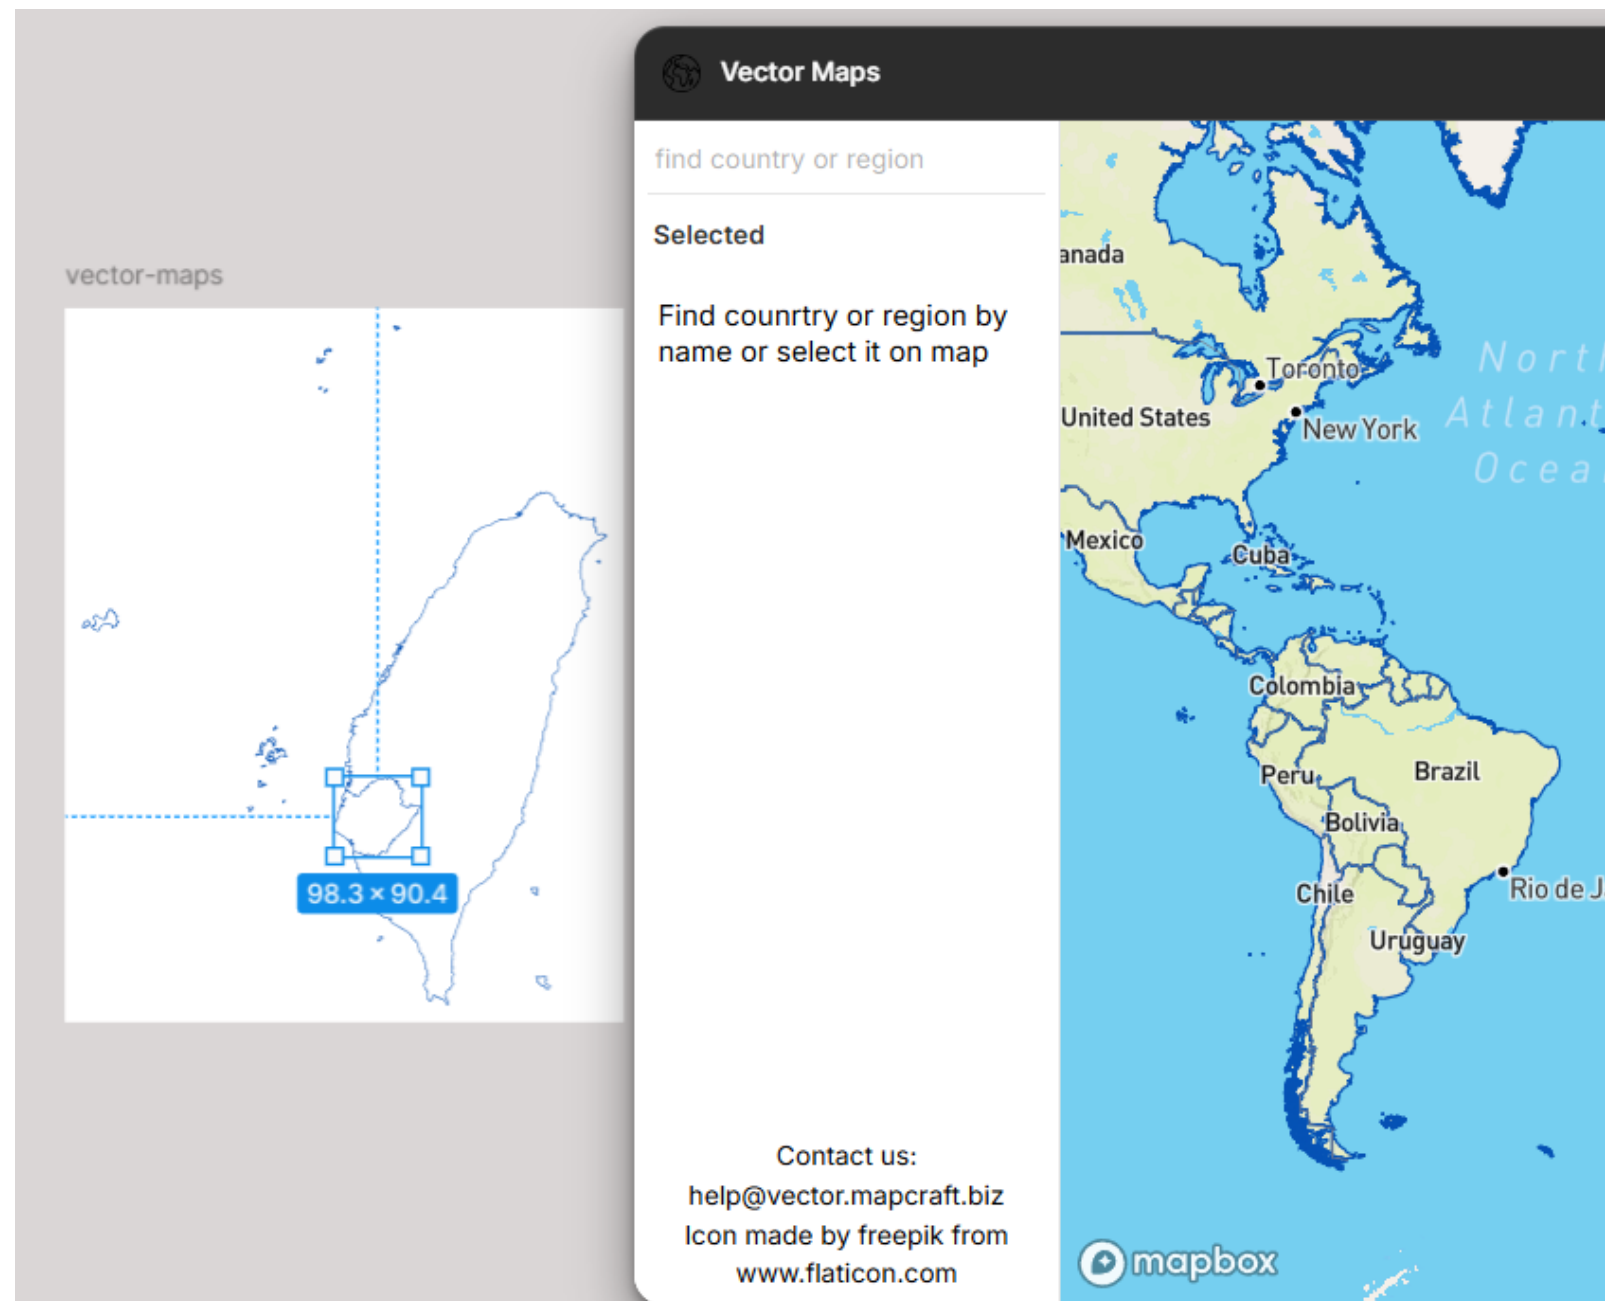 vector-maps
98.3 × 90.4
Vector Maps
find country or region
Selected
Find counrtry or region by
name or select it on map
Contact us:
help@vector.mapcraft.biz
Icon made by freepik from
www.flaticon.com
anada
Toronto
United States
New York
North
Atlant
Ocea
Mexico
Cuba
Colombia
Peru
Brazil
Bolivia
Rio de J
Chile
Uruguay
mapbox